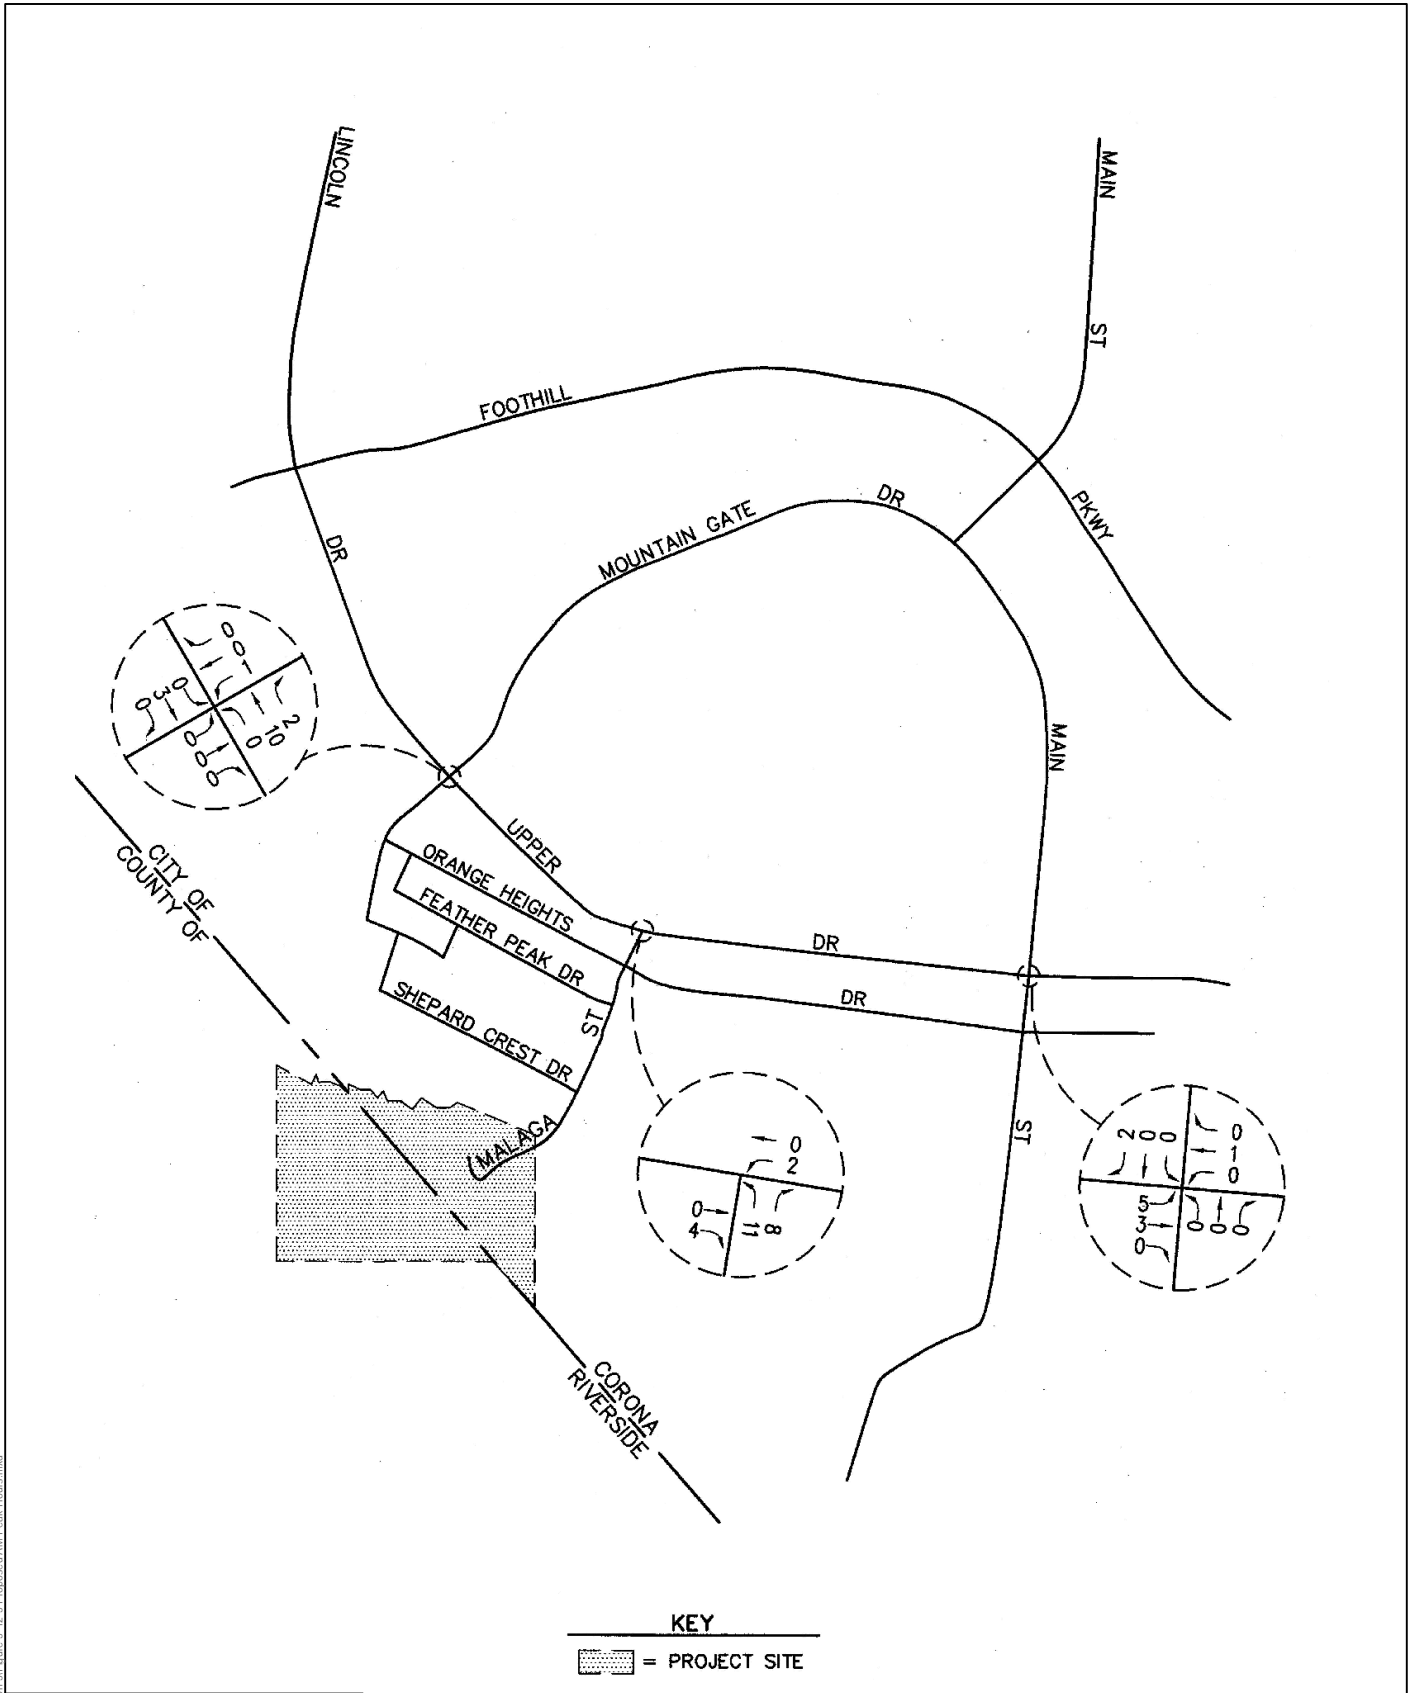 LINCOLN
MAIN
ST
FOOTHILL
DR
PKWY
MOUNTAIN GATE
DR
MAIN
0
0
1
2
10
0
0
3
0
0
0
0
UPPER
CITY OF
COUNTY OF
ORANGE HEIGHTS
FEATHER PEAK DR
DR
DR
SHEPARD CREST DR
ST
MALAGA
ST
0
2
0
4
11
8
2
0
0
0
1
0
5
3
0
0
0
0
CORONA
RIVERSIDE
KEY
= PROJECT SITE